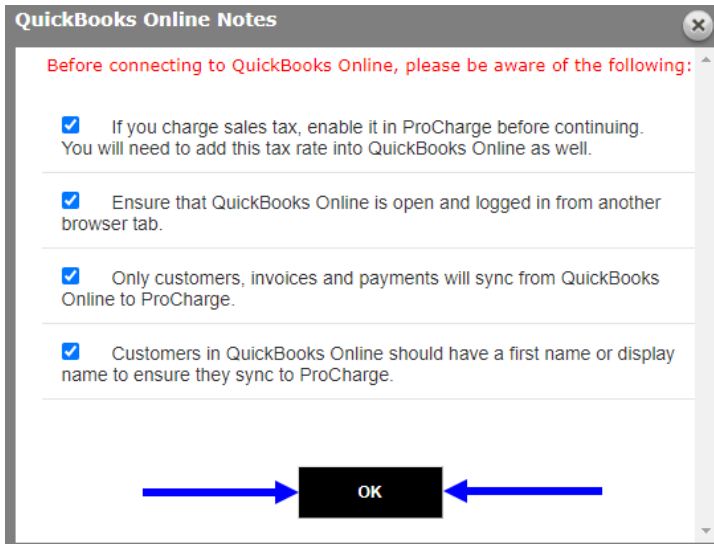 QuickBooks Online Notes
Before connecting to QuickBooks Online, please be aware of the following:
If you charge sales tax, enable it in ProCharge before continuing.
You will need to add this tax rate into QuickBooks Online as well.
Ensure that QuickBooks Online is open and logged in from another
browser tab.
Only customers, invoices and payments will sync from QuickBooks
Online to ProCharge.
Customers in QuickBooks Online should have a first name or display
name to ensure they sync to ProCharge.
OK